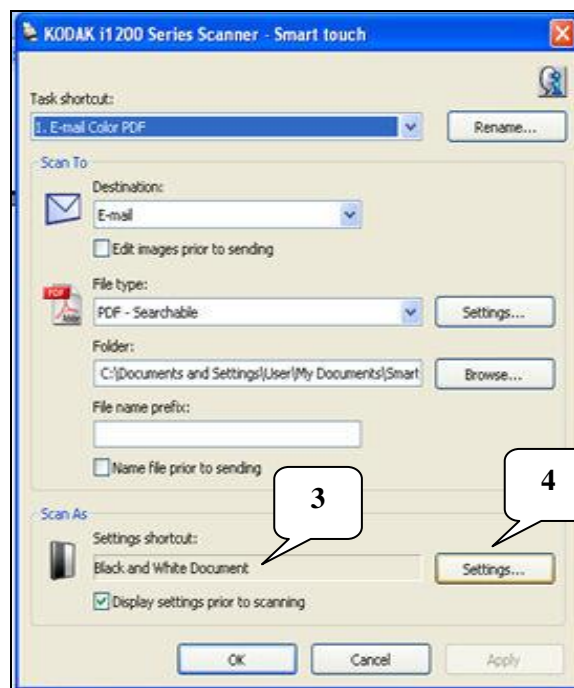 KODAK i1200 Series Scanner - Smart touch
Task shortcut:
1. E-mail Color PDF
Rename...
Scan To
Destination:
E-mail
Edit images prior to sending
File type:
PDF - Searchable
Settings...
Folder:
C:\Documents and Settings\User\My Documents\Smart
Browse...
File name prefix:
Name file prior to sending
3
4
Scan As
Settings shortcut:
Black and White Document
Settings...
Display settings prior to scanning
OK
Cancel
Apply